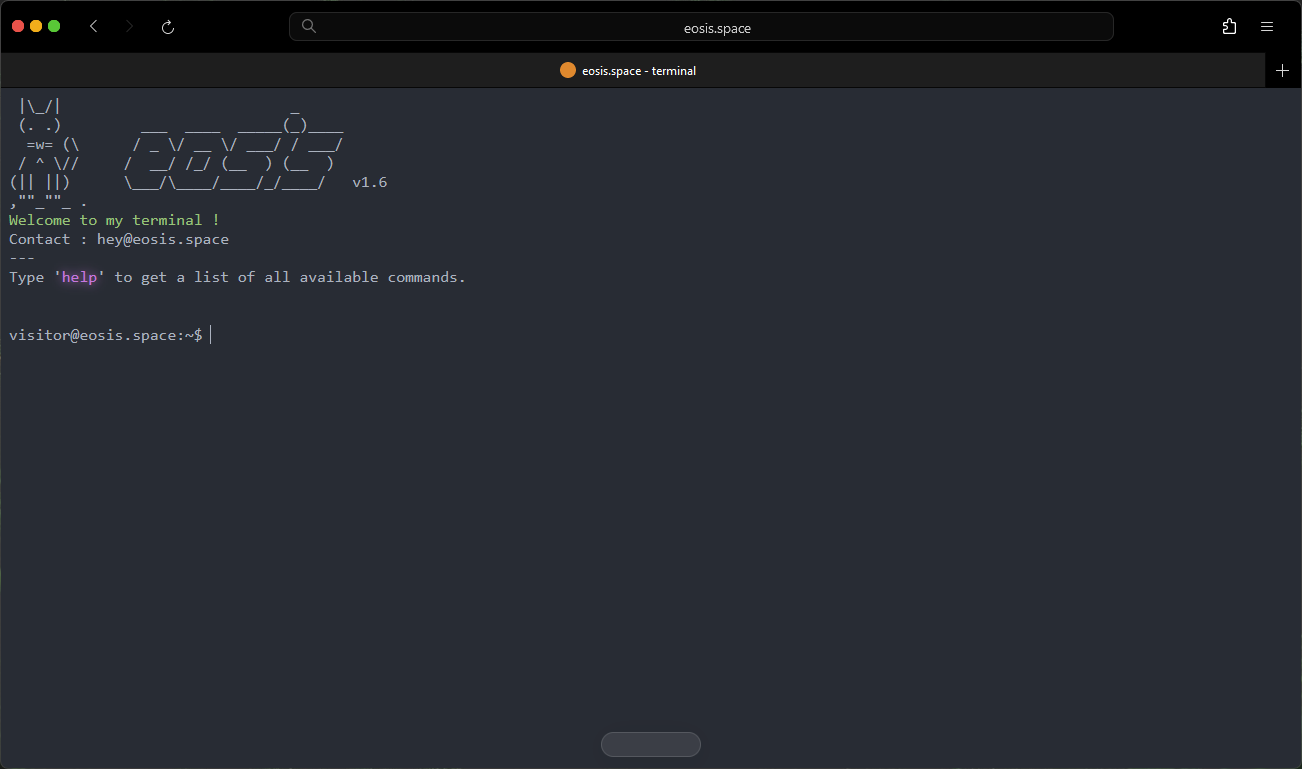 eosis.space
eosis.space - terminal
 |\_/|                          _
 (. .)         ___  ____  _____(_)____
  =w= (\      / _ \/ __ \/ ___/ / ___/
 / ^ \//     /  __/ /_/ (__  ) (__  )
(|| ||)      \___/\____/____/_/____/   v1.6
,""_""_ .
Welcome to my terminal !
Contact : hey@eosis.space
---
Type 'help' to get a list of all available commands.
visitor@eosis.space:~$